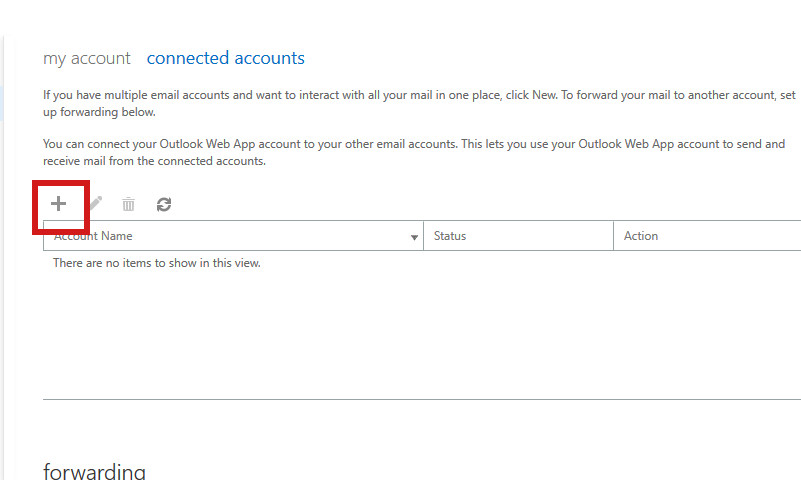 my account connected accounts
If you have multiple email accounts and want to interact with all your mail in one place, click New. To forward your mail to another account, set
up forwarding below.
You can connect your Outlook Web App account to your other email accounts. This lets you use your Outlook Web App account to send and
receive mail from the connected accounts.
Account Name Status Action
There are no items to show in this view.
forwarding